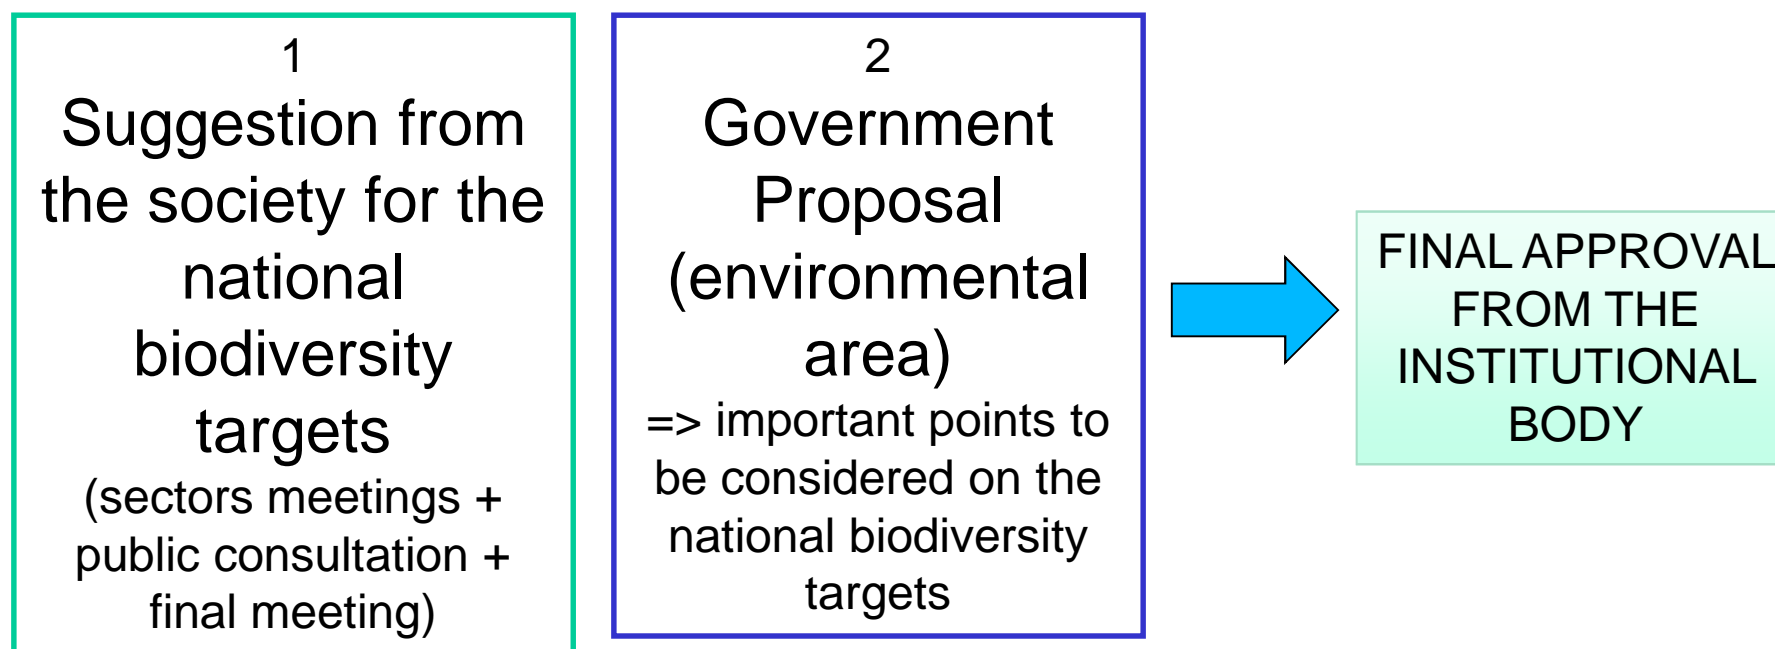 1
Suggestion from
the society for the
national
biodiversity
targets
(sectors meetings +
public consultation +
final meeting)
2
Government
Proposal
(environmental
area)
=> important points to
be considered on the
national biodiversity
targets
FINAL APPROVAL
FROM THE
INSTITUTIONAL
BODY